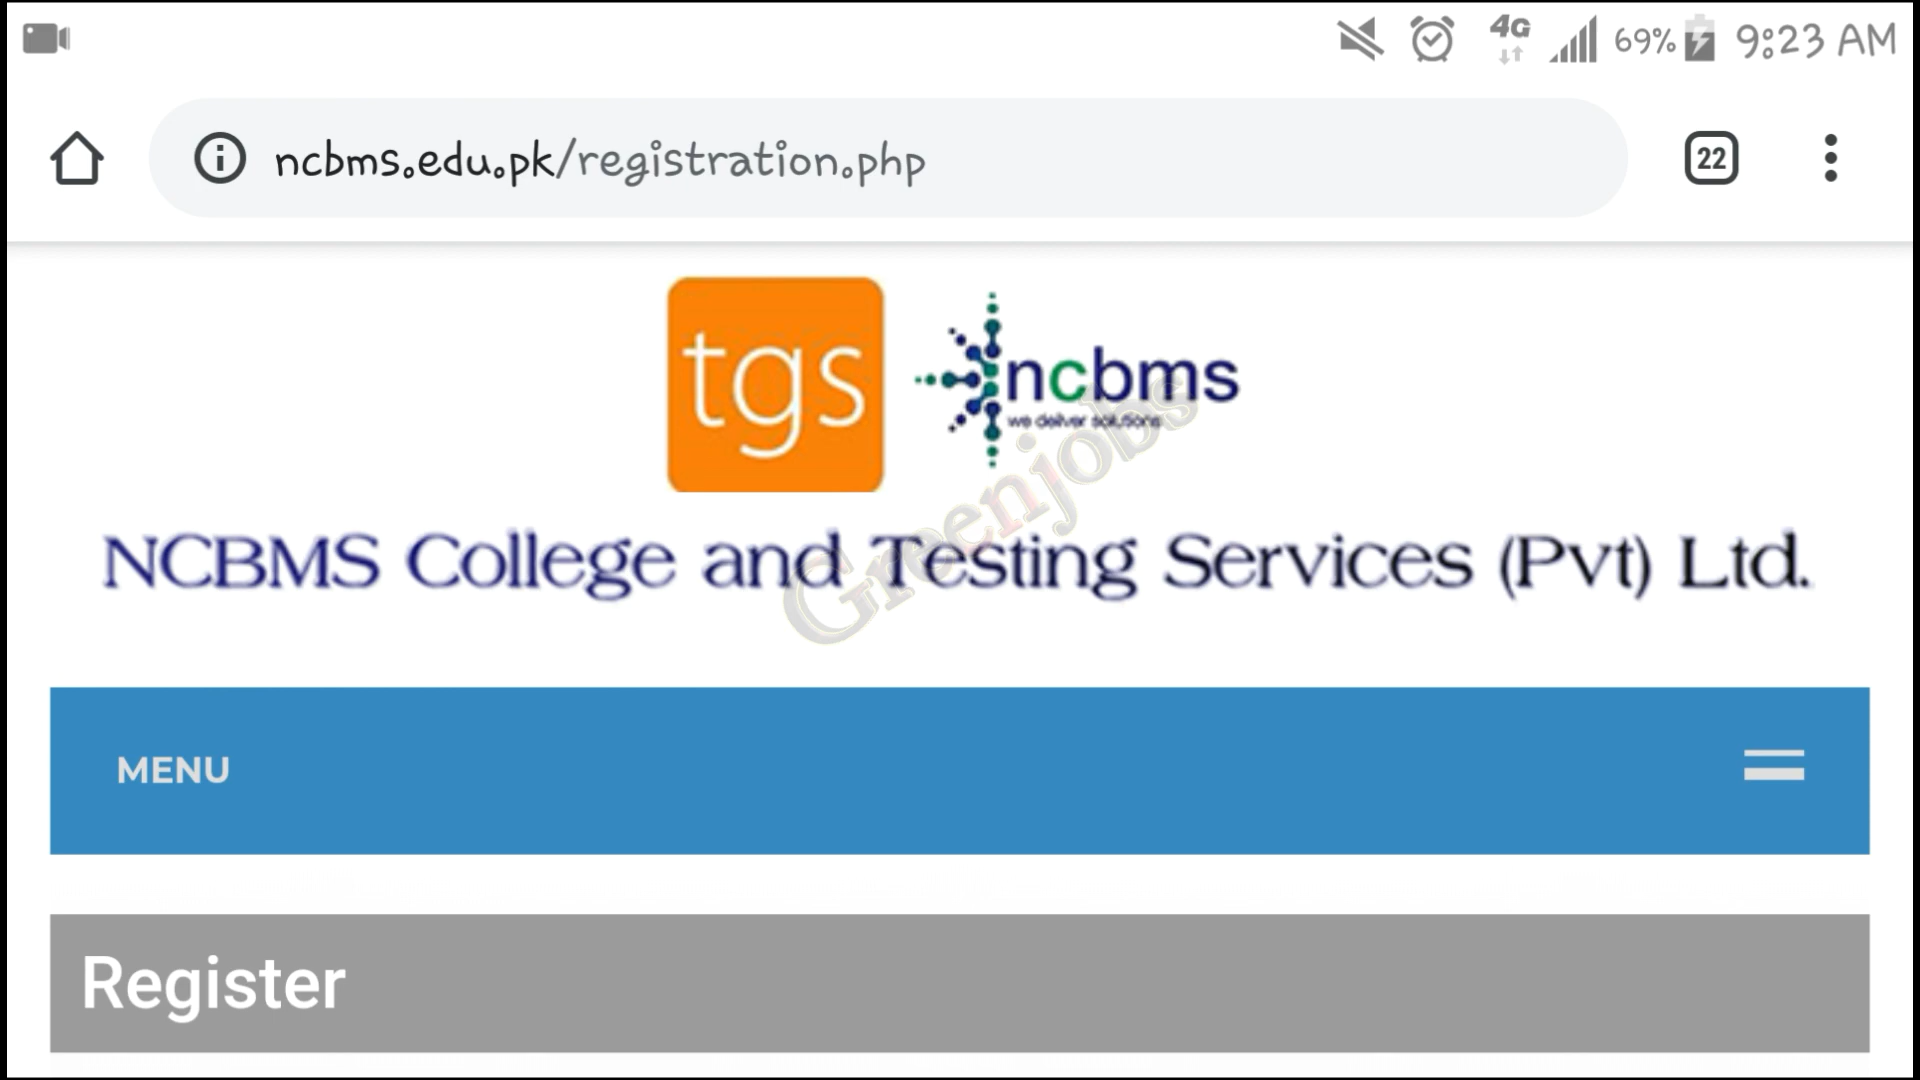 4G 69% 9:23 AM
ncbms.edu.pk/registration.php
22
tgs
ncbms
we deliver solutions
Greenjobs
NCBMS College and Testing Services (Pvt) Ltd.
MENU
Register